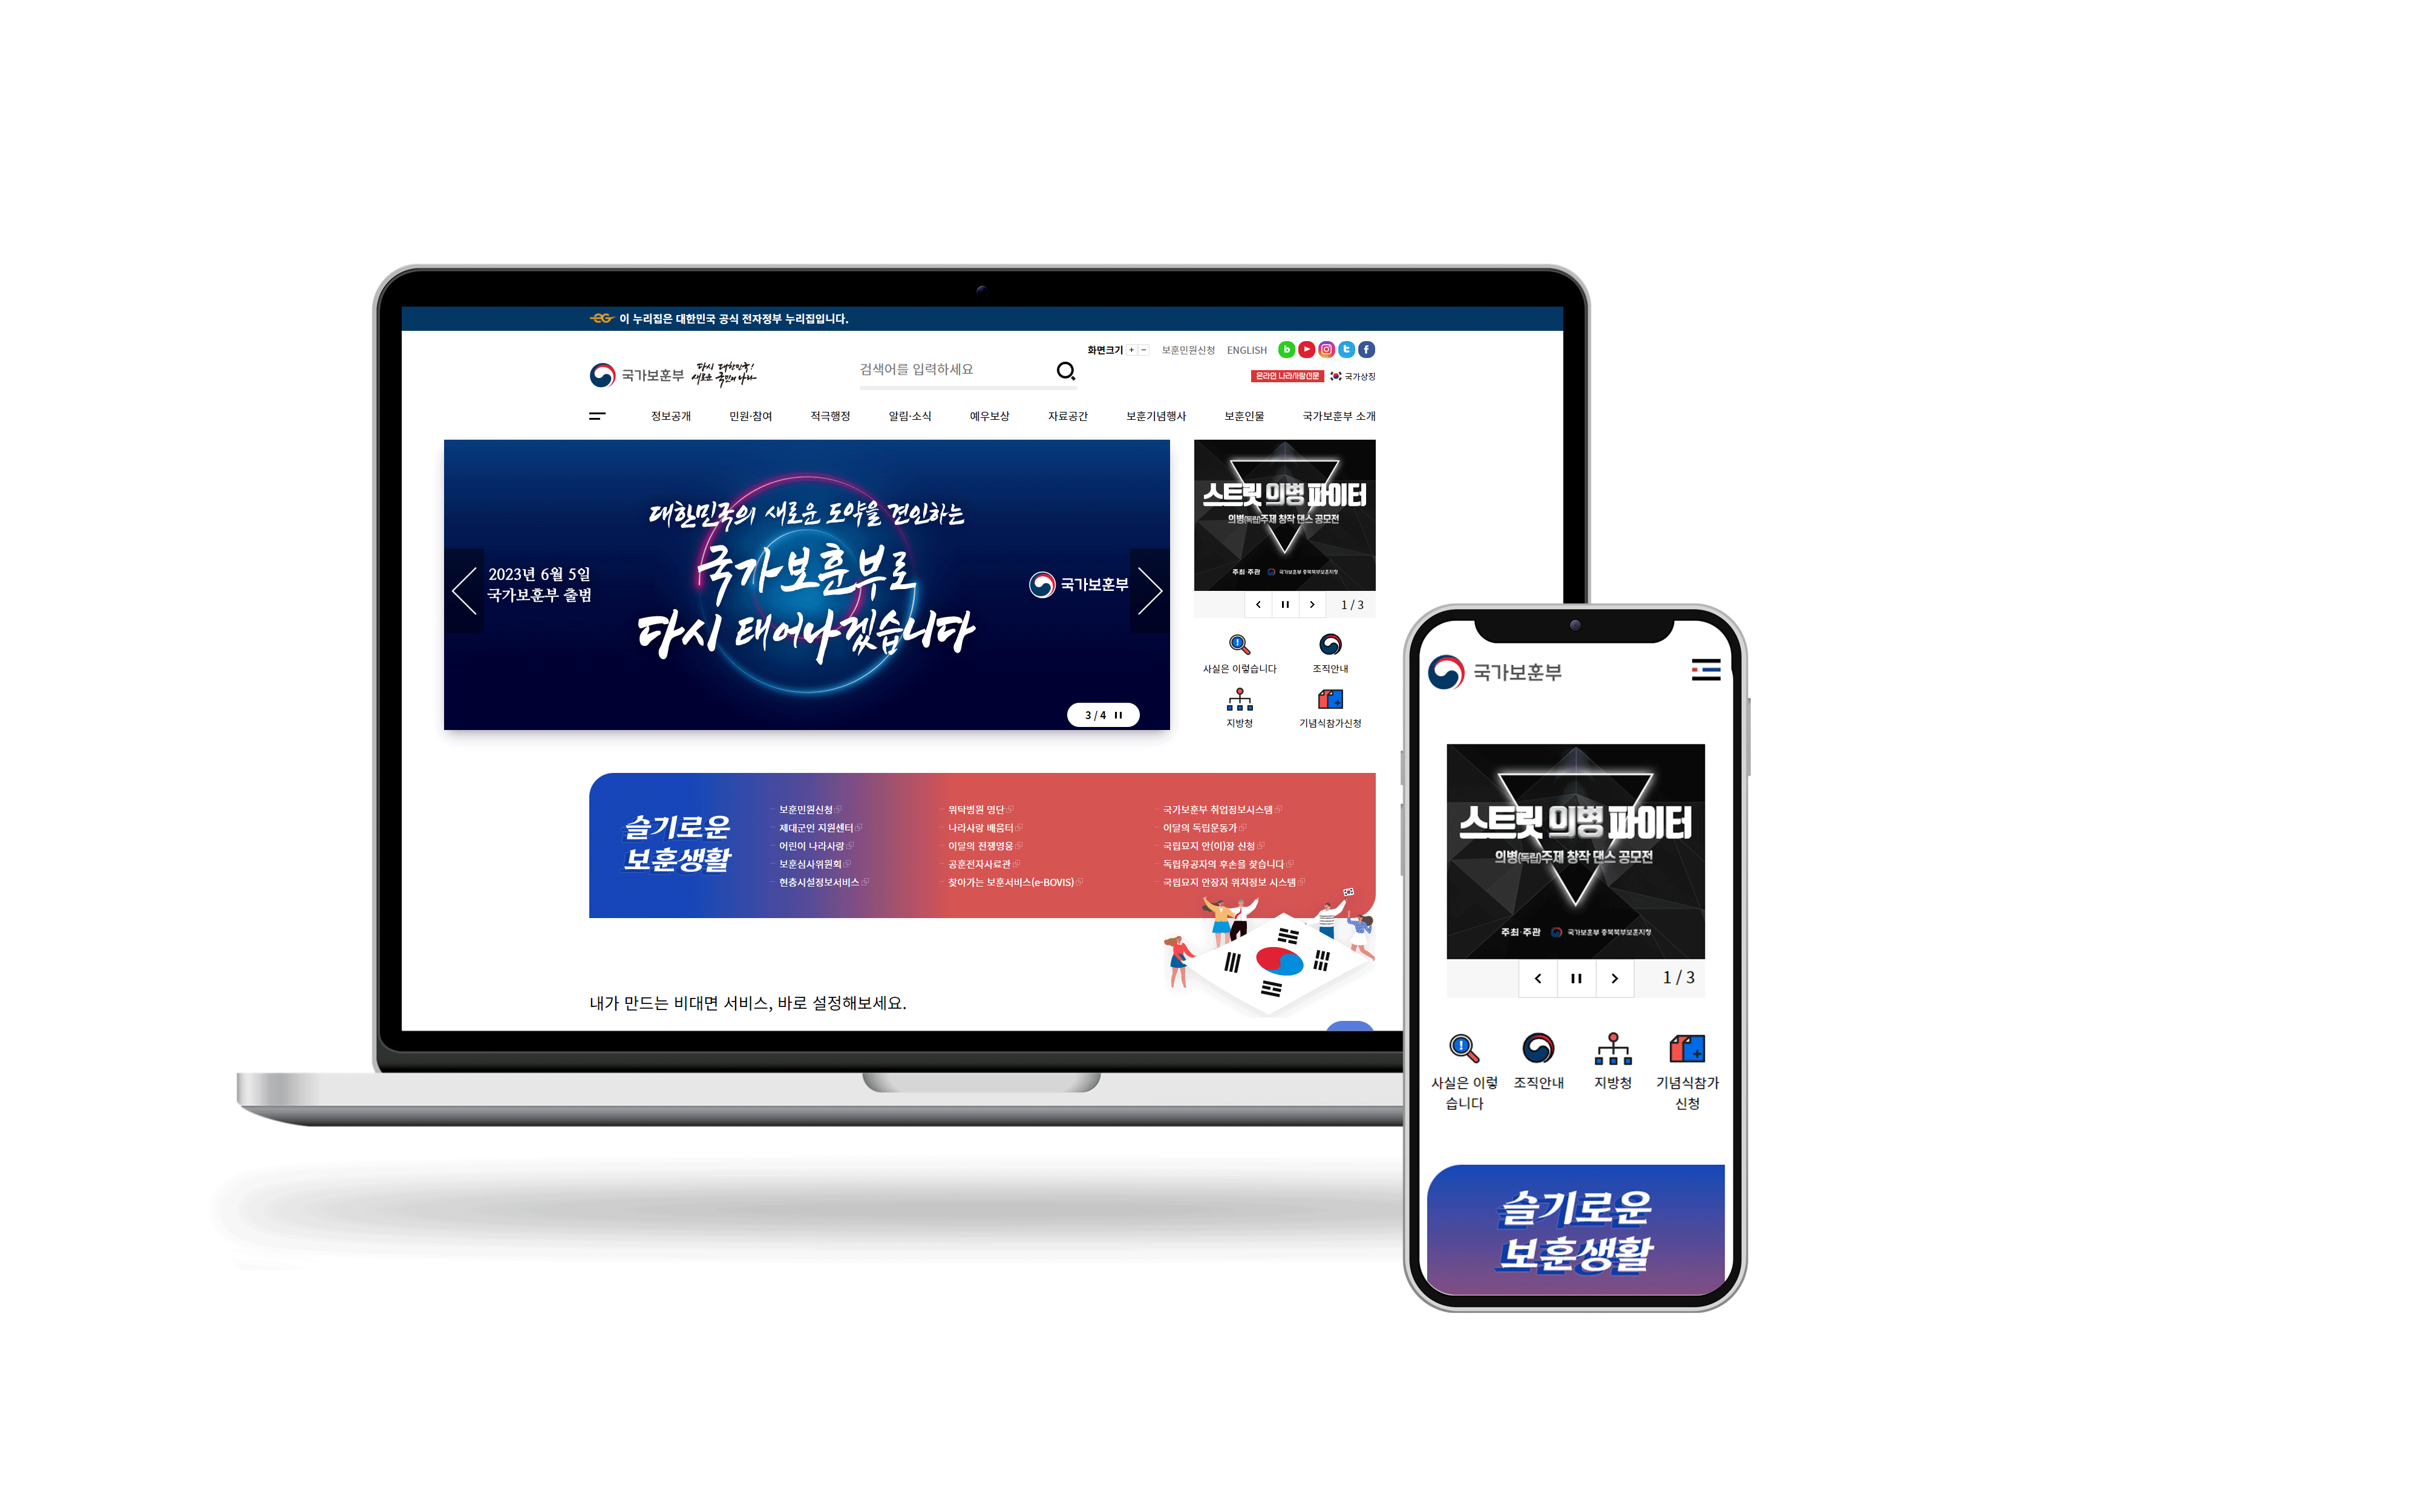 이 누리집은 대한민국 공식 전자정부 누리집입니다.
화면크기 + - 보훈민원신청 ENGLISH
국가보훈부
다시 대한민국!
새로운 국민의 나라
검색어를 입력하세요
온라인 나라사랑신문 국가상징
정보공개 민원·참여 적극행정 알림·소식 예우보상 자료공간 보훈기념행사 보훈인물 국가보훈부 소개
대한민국의 새로운 도약을 견인하는
국가보훈부로
다시 태어나겠습니다
2023년 6월 5일
국가보훈부 출범
국가보훈부
3 / 4
스트릿 의병 파이터
의병(독립)주제 창작 댄스 공모전
주최·주관 국가보훈부 충북북부보훈지청
1 / 3
사실은 이렇습니다
조직안내
지방청
기념식참가신청
슬기로운
보훈생활
보훈민원신청
제대군인 지원센터
어린이 나라사랑
보훈심사위원회
현충시설정보서비스
위탁병원 명단
나라사랑 배움터
이달의 전쟁영웅
공훈전자사료관
찾아가는 보훈서비스(e-BOVIS)
국가보훈부 취업정보시스템
이달의 독립운동가
국립묘지 안(이)장 신청
독립유공자의 후손을 찾습니다
국립묘지 안장자 위치정보 시스템
내가 만드는 비대면 서비스, 바로 설정해보세요.
국가보훈부
스트릿 의병 파이터
의병(독립)주제 창작 댄스 공모전
주최·주관 국가보훈부 충북북부보훈지청
1 / 3
사실은 이렇
습니다
조직안내
지방청
기념식참가
신청
슬기로운
보훈생활